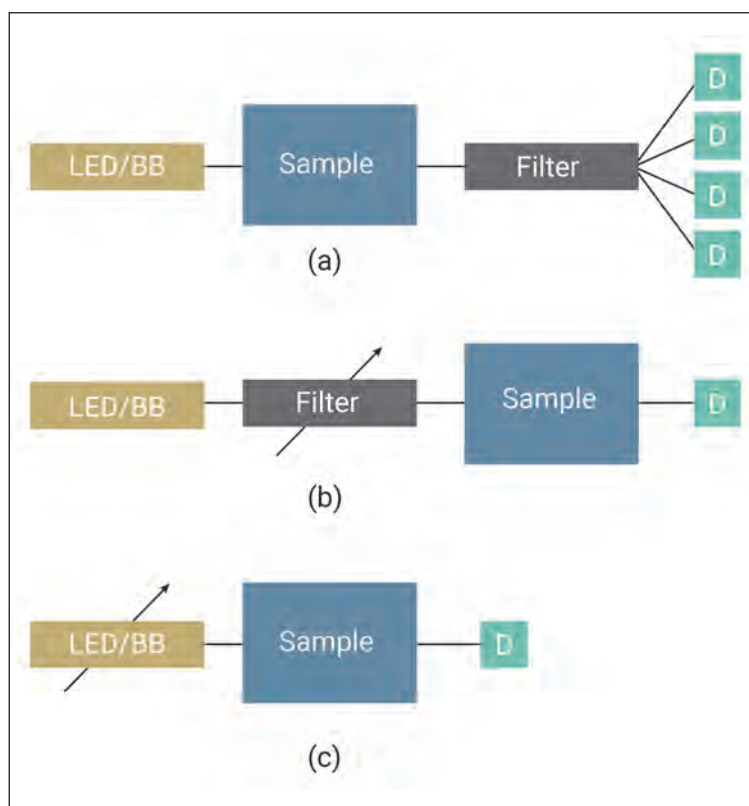 D
D
LED/BB Sample Filter
D
D
(a)
LED/BB Filter Sample D
(b)
LED/BB Sample D
(c)